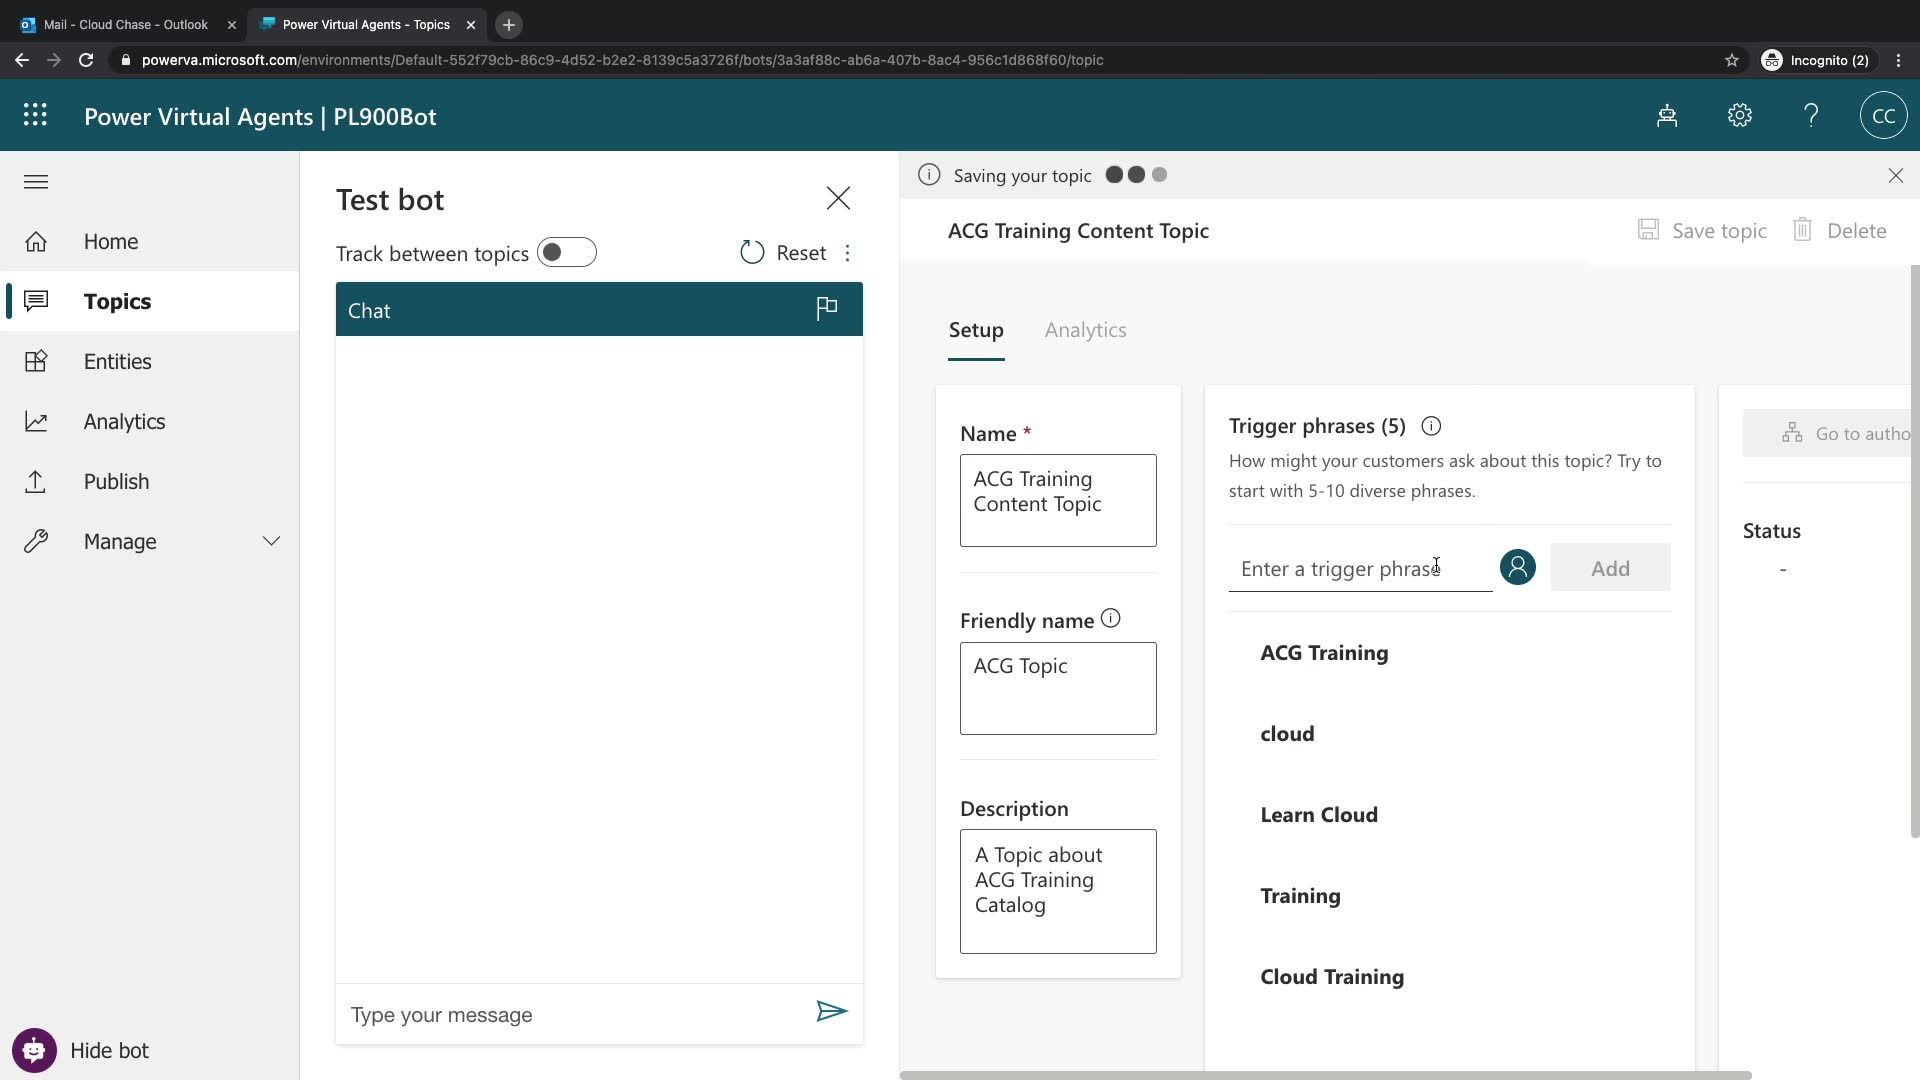 Mail - Cloud Chase - Outlook
Power Virtual Agents - Topics
powerva.microsoft.com/environments/Default-552f79cb-86c9-4d52-b2e2-8139c5a3726f/bots/3a3af88c-ab6a-407b-8ac4-956c1d868f60/topic
Incognito (2)
Power Virtual Agents | PL900Bot
CC
Home
Topics
Entities
Analytics
Publish
Manage
Hide bot
Test bot
Track between topics
Reset
Chat
Type your message
Saving your topic
ACG Training Content Topic
Save topic
Delete
Setup
Analytics
Name *
ACG Training
Content Topic
Friendly name
ACG Topic
Description
A Topic about
ACG Training
Catalog
Trigger phrases (5)
How might your customers ask about this topic? Try to
start with 5-10 diverse phrases.
Enter a trigger phrase
Add
ACG Training
cloud
Learn Cloud
Training
Cloud Training
Go to autho
Status
-